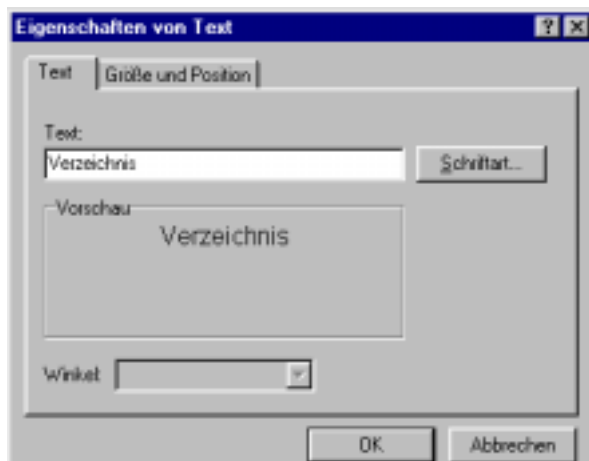 Eigenschaften von Text
Text Größe und Position
Text:
Verzeichnis Schriftart...
Vorschau
Verzeichnis
Winkel:
OK Abbrechen